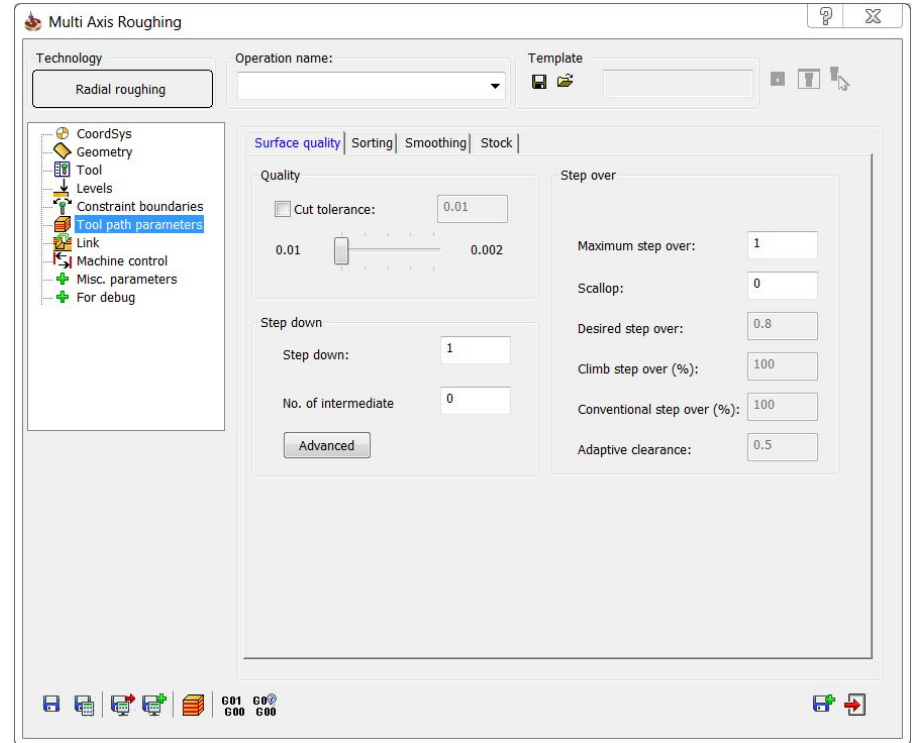 Multi Axis Roughing
Technology
Radial roughing
Operation name:
Template
CoordSys
Geometry
Tool
Levels
Constraint boundaries
Tool path parameters
Link
Machine control
Misc. parameters
For debug
Surface quality Sorting Smoothing Stock
Quality
Cut tolerance: 0.01
0.01 0.002
Step down
Step down: 1
No. of intermediate 0
Advanced
Step over
Maximum step over: 1
Scallop: 0
Desired step over: 0.8
Climb step over (%): 100
Conventional step over (%): 100
Adaptive clearance: 0.5
G01 G0
G00 G00